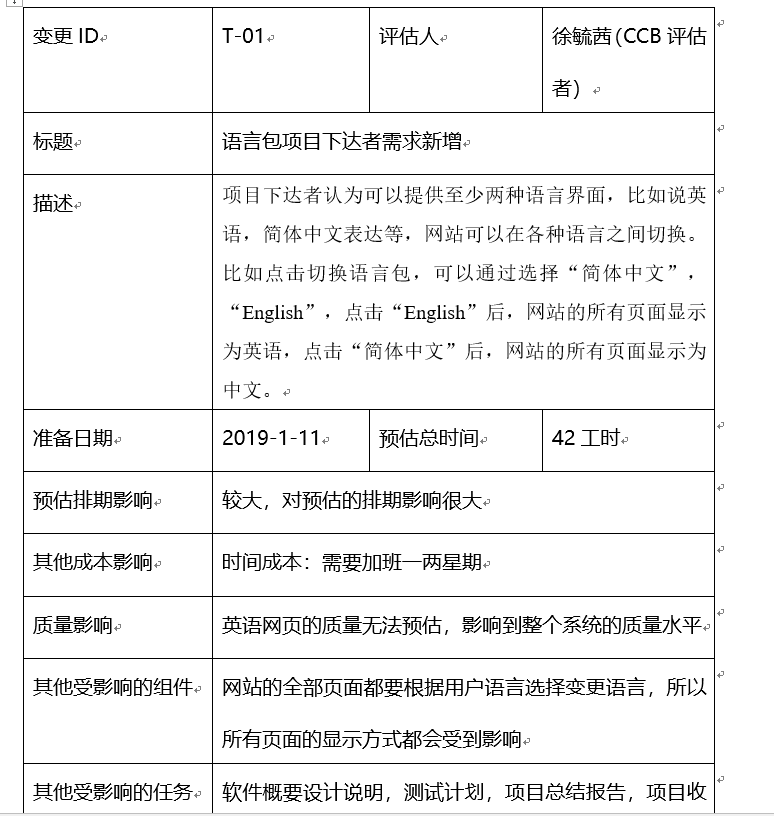 变更 ID T-01 评估人 徐毓茜(CCB 评估
者)
标题 语言包项目下达者需求新增
描述 项目下达者认为可以提供至少两种语言界面，比如说英
语，简体中文表达等，网站可以在各种语言之间切换。
比如点击切换语言包，可以通过选择“简体中文”，
“English”，点击“English”后，网站的所有页面显示
为英语，点击“简体中文”后，网站的所有页面显示为
中文。
准备日期 2019-1-11 预估总时间 42 工时
预估排期影响 较大，对预估的排期影响很大
其他成本影响 时间成本：需要加班一两星期
质量影响 英语网页的质量无法预估，影响到整个系统的质量水平
其他受影响的组件 网站的全部页面都要根据用户语言选择变更语言，所以
所有页面的显示方式都会受到影响
其他受影响的任务 软件概要设计说明，测试计划，项目总结报告，项目收